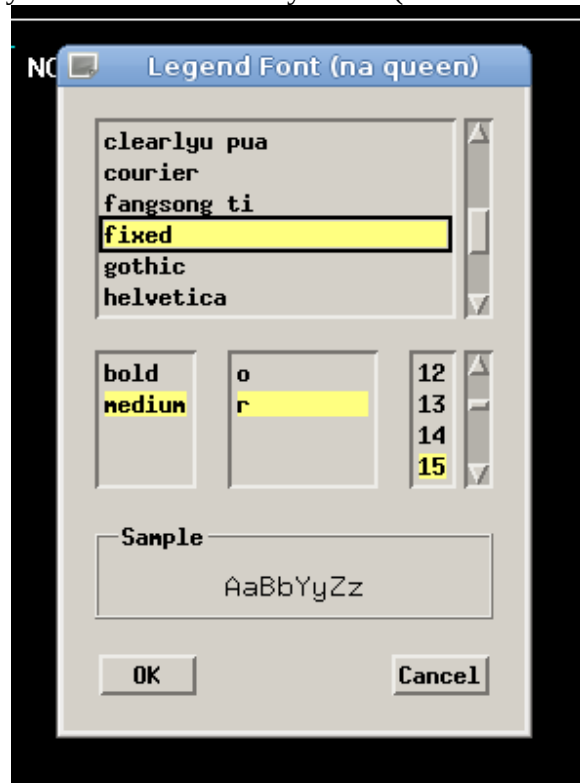 NO
Legend Font (na queen)
clearlyu pua
courier
fangsong ti
fixed
gothic
helvetica
bold o 12
medium r 13
14
15
Sample
AaBbYyZz
OK Cancel